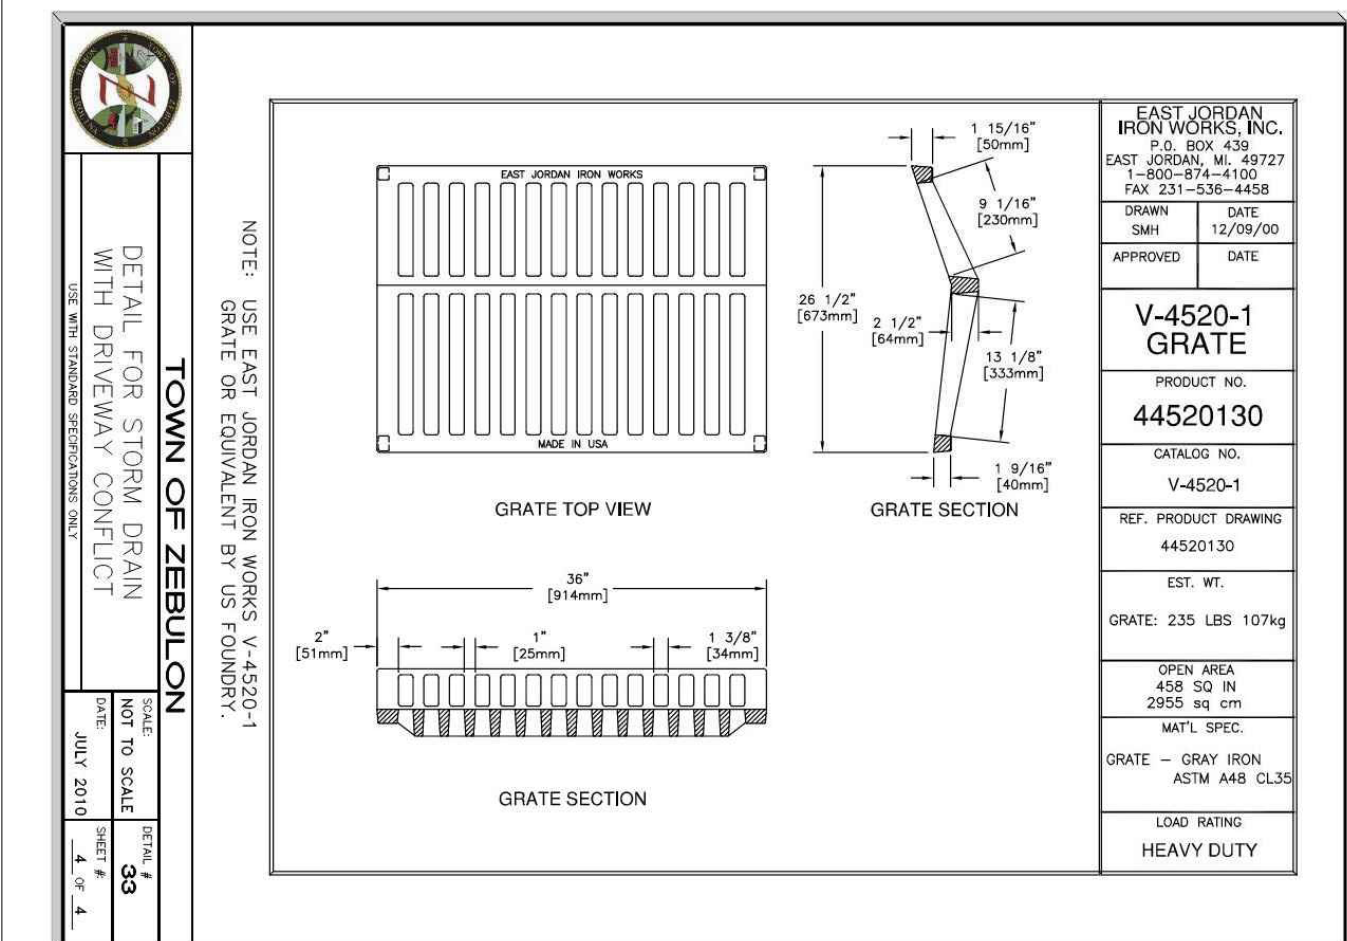 TOWN OF ZEBULON
DETAIL FOR STORM DRAIN
WITH DRIVEWAY CONFLICT
USE WITH STANDARD SPECIFICATIONS ONLY
SCALE:
NOT TO SCALE
DATE:
JULY 2010
DETAIL #
33
SHEET #:
4 OF 4
NOTE: USE EAST JORDAN IRON WORKS V-4520-1
GRATE OR EQUIVALENT BY US FOUNDRY.
EAST JORDAN IRON WORKS
MADE IN USA
GRATE TOP VIEW
1 15/16"
[50mm]
9 1/16"
[230mm]
26 1/2"
[673mm]
2 1/2"
[64mm]
13 1/8"
[333mm]
1 9/16"
[40mm]
GRATE SECTION
36"
[914mm]
2"
[51mm]
1"
[25mm]
1 3/8"
[34mm]
GRATE SECTION
EAST JORDAN
IRON WORKS, INC.
P.O. BOX 439
EAST JORDAN, MI. 49727
1-800-874-4100
FAX 231-536-4458
DRAWN
SMH
DATE
12/09/00
APPROVED
DATE
V-4520-1
GRATE
PRODUCT NO.
44520130
CATALOG NO.
V-4520-1
REF. PRODUCT DRAWING
44520130
EST. WT.
GRATE: 235 LBS 107kg
OPEN AREA
458 SQ IN
2955 sq cm
MAT'L SPEC.
GRATE - GRAY IRON
ASTM A48 CL35
LOAD RATING
HEAVY DUTY